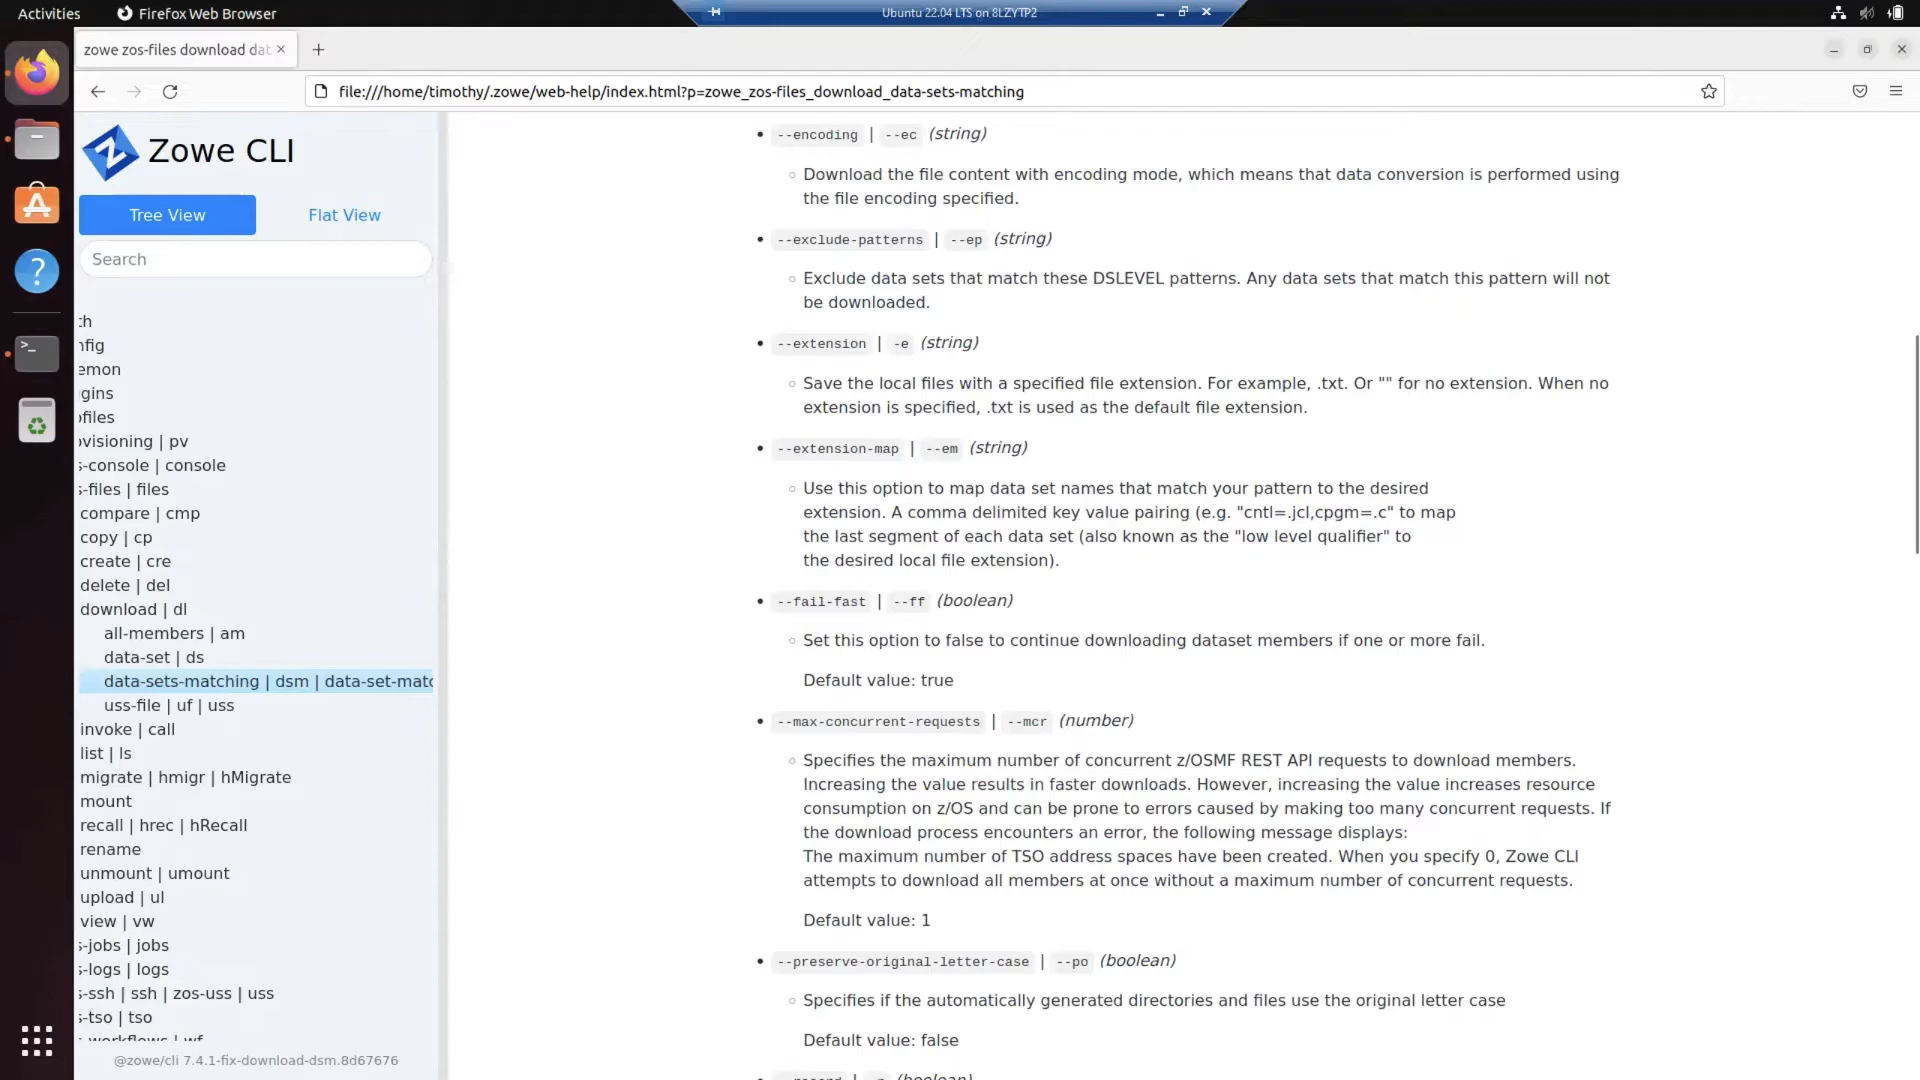 Activities
Firefox Web Browser
Ubuntu 22.04 LTS on 8LZYTP2
zowe zos-files download dat
file:///home/timothy/.zowe/web-help/index.html?p=zowe_zos-files_download_data-sets-matching
Zowe CLI
Tree View
Flat View
Search
th
nfig
emon
gins
ofiles
ovisioning | pv
s-console | console
s-files | files
compare | cmp
copy | cp
create | cre
delete | del
download | dl
all-members | am
data-set | ds
data-sets-matching | dsm | data-set-matc
uss-file | uf | uss
invoke | call
list | ls
migrate | hmigr | hMigrate
mount
recall | hrec | hRecall
rename
unmount | umount
upload | ul
view | vw
s-jobs | jobs
s-logs | logs
s-ssh | ssh | zos-uss | uss
s-tso | tso
s-workflows | wf
@zowe/cli 7.4.1-fix-download-dsm.8d67676
--encoding | --ec (string)
Download the file content with encoding mode, which means that data conversion is performed using
the file encoding specified.
--exclude-patterns | --ep (string)
Exclude data sets that match these DSLEVEL patterns. Any data sets that match this pattern will not
be downloaded.
--extension | -e (string)
Save the local files with a specified file extension. For example, .txt. Or "" for no extension. When no
extension is specified, .txt is used as the default file extension.
--extension-map | --em (string)
Use this option to map data set names that match your pattern to the desired
extension. A comma delimited key value pairing (e.g. "cntl=.jcl,cpgm=.c" to map
the last segment of each data set (also known as the "low level qualifier" to
the desired local file extension).
--fail-fast | --ff (boolean)
Set this option to false to continue downloading dataset members if one or more fail.
Default value: true
--max-concurrent-requests | --mcr (number)
Specifies the maximum number of concurrent z/OSMF REST API requests to download members.
Increasing the value results in faster downloads. However, increasing the value increases resource
consumption on z/OS and can be prone to errors caused by making too many concurrent requests. If
the download process encounters an error, the following message displays:
The maximum number of TSO address spaces have been created. When you specify 0, Zowe CLI
attempts to download all members at once without a maximum number of concurrent requests.
Default value: 1
--preserve-original-letter-case | --po (boolean)
Specifies if the automatically generated directories and files use the original letter case
Default value: false
(boolean)